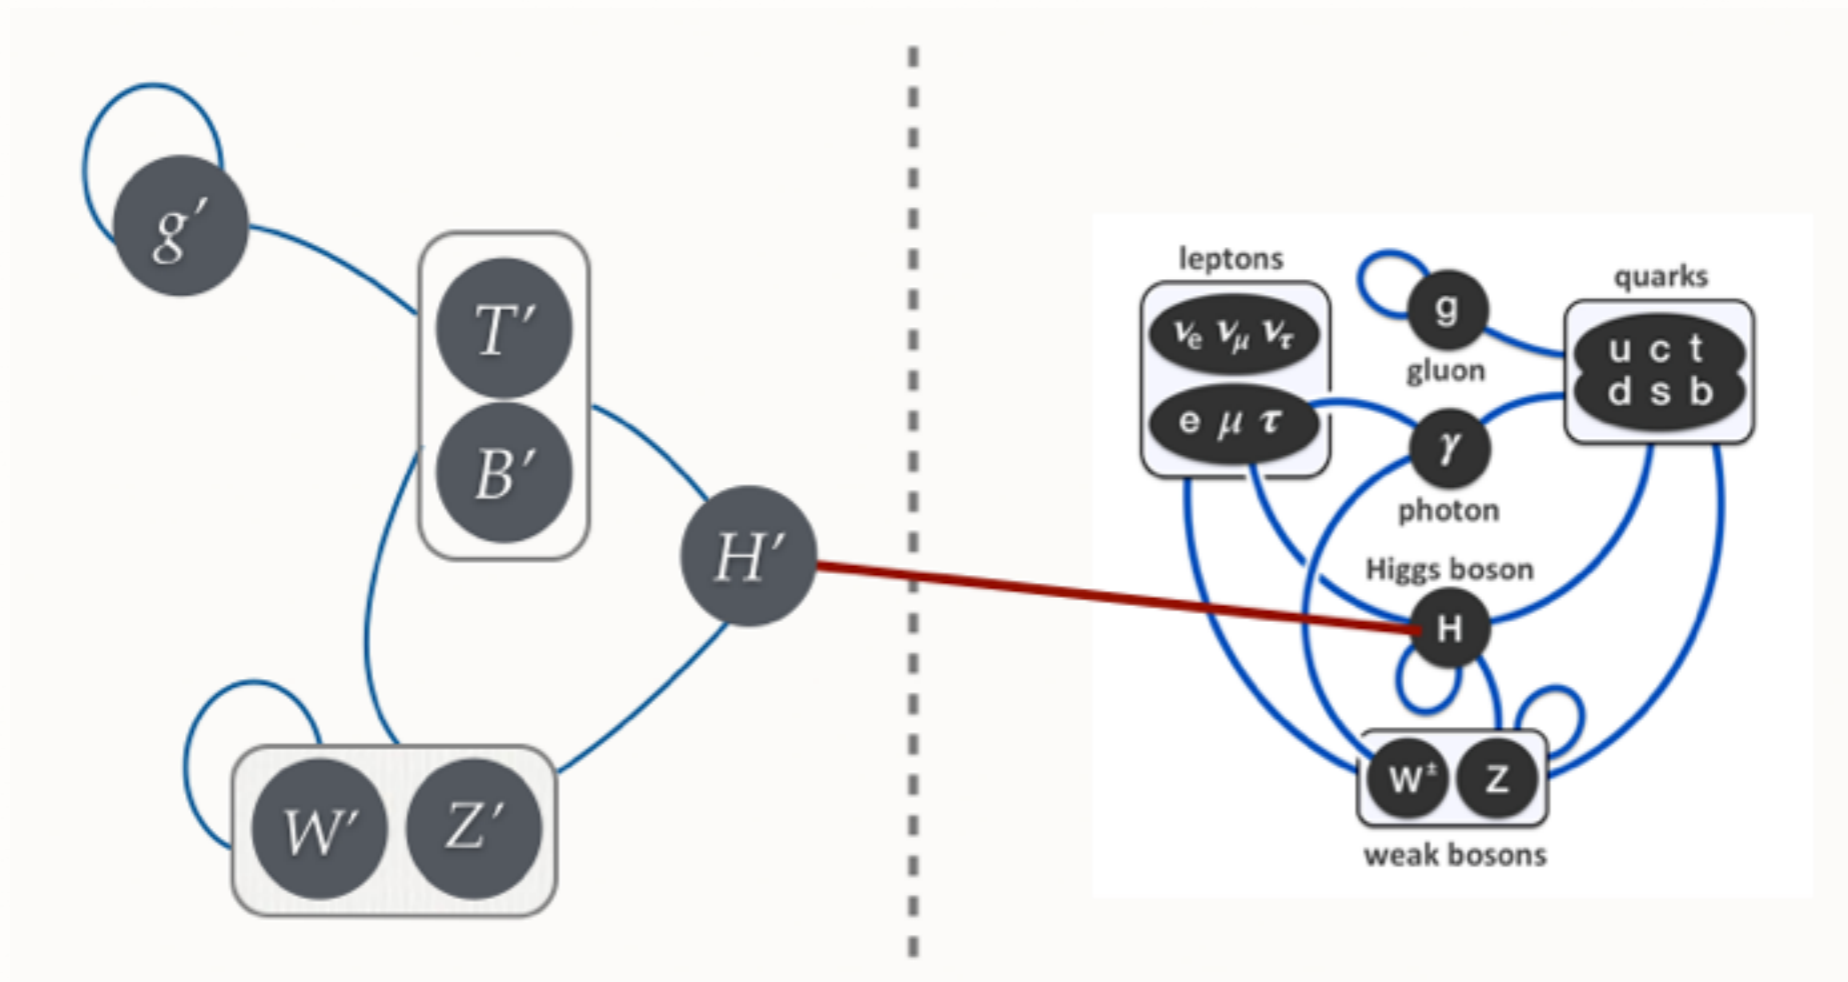 g′
T′
B′
H′
W′ Z′
leptons
νe νμ ντ
e μ τ
g
gluon
quarks
u c t
d s b
γ
photon
Higgs boson
H
W± Z
weak bosons